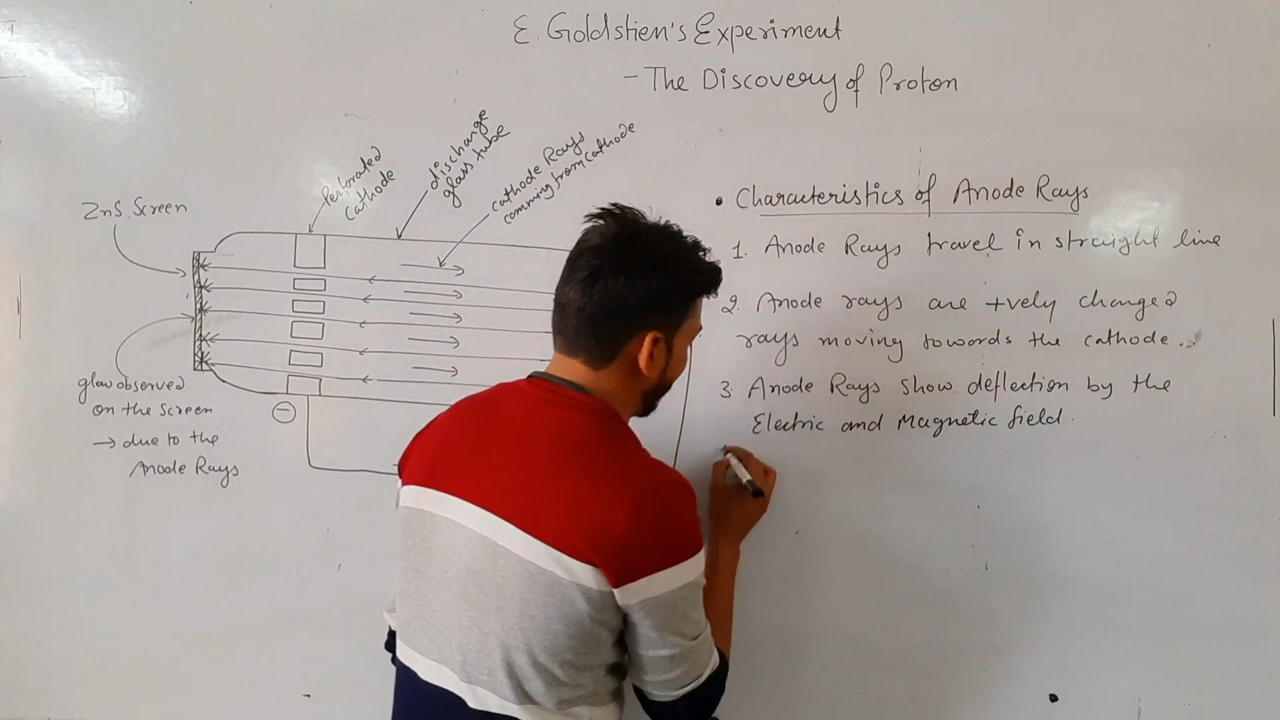 E. Goldstien's Experiment
- The Discovery of Proton
Perforated
Cathode
discharge
glass tube
cathode Rays
comming from cathode
ZnS. Screen
glow observed
on the screen
→ due to the
Anode Rays
-
• Characteristics of Anode Rays
1. Anode Rays travel in straight line
2. Anode rays are +vely charged
rays moving towards the cathode.
3. Anode Rays show deflection by the
Electric and Magnetic field.